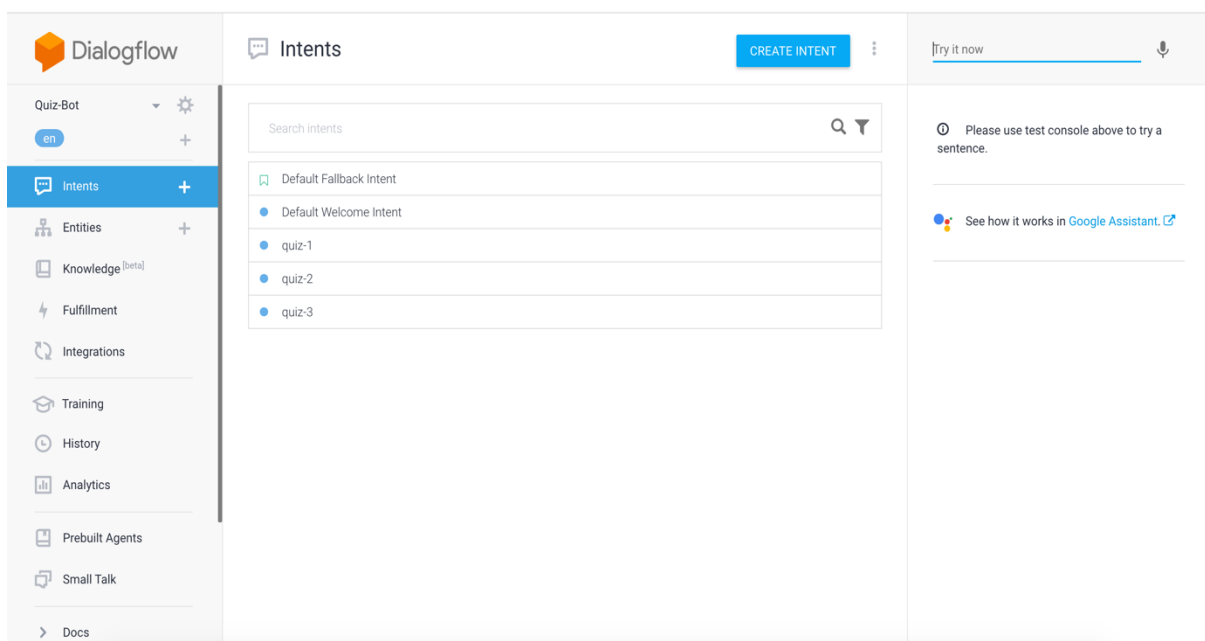 Dialogflow
Quiz-Bot
en
Intents
Entities
Knowledge [beta]
Fulfillment
Integrations
Training
History
Analytics
Prebuilt Agents
Small Talk
Docs
Intents
CREATE INTENT
Search intents
Default Fallback Intent
Default Welcome Intent
quiz-1
quiz-2
quiz-3
Try it now
Please use test console above to try a
sentence.
See how it works in Google Assistant.